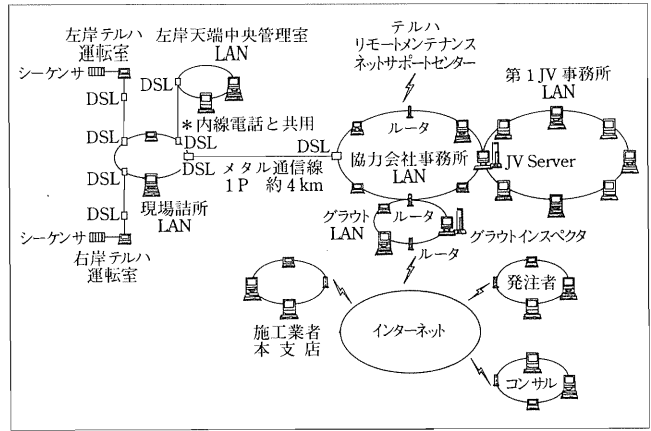 左岸テルハ
運転室
シーケンサ
DSL
左岸天端中央管理室
LAN
DSL
＊内線電話と共用
DSL
DSL
DSL
メタル通信線
1P 約4km
DSL
DSL
現場詰所
LAN
DSL
シーケンサ
右岸テルハ
運転室
テルハ
リモートメンテナンス
ネットサポートセンター
ルータ
協力会社事務所
LAN
第1JV事務所
LAN
JV Server
グラウト
LAN
ルータ
グラウトインスペクタ
ルータ
施工業者
本支店
インターネット
発注者
コンサル